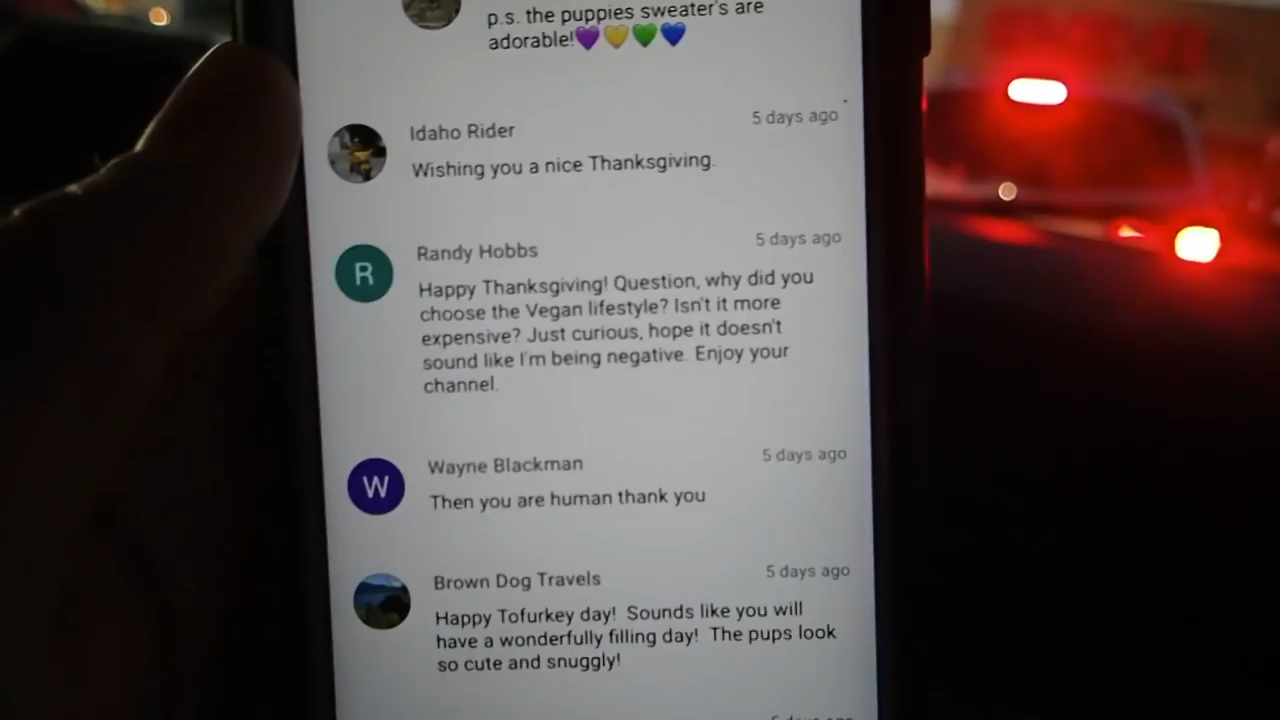 p.s. the puppies sweater's are
adorable!💜💛💚💙
Idaho Rider
5 days ago
Wishing you a nice Thanksgiving.
R
Randy Hobbs
5 days ago
Happy Thanksgiving! Question, why did you
choose the Vegan lifestyle? Isn't it more
expensive? Just curious, hope it doesn't
sound like I'm being negative. Enjoy your
channel.
W
Wayne Blackman
5 days ago
Then you are human thank you
Brown Dog Travels
5 days ago
Happy Tofurkey day!  Sounds like you will
have a wonderfully filling day!  The pups look
so cute and snuggly!